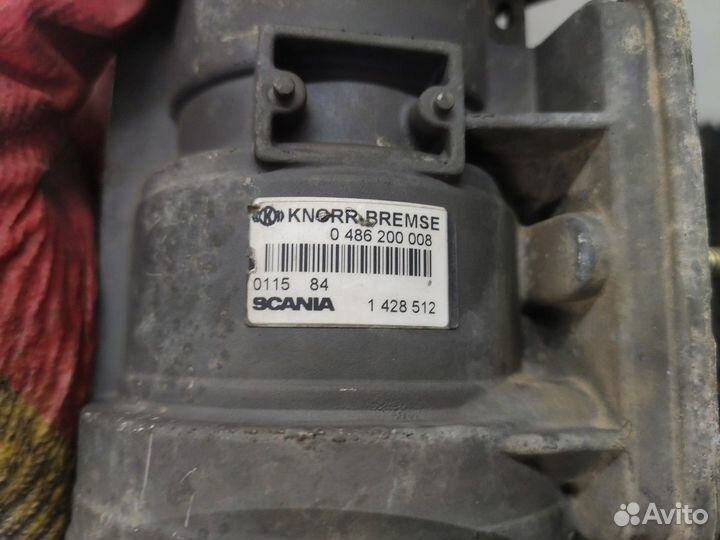 KNORR-BREMSE
0 486 200 008
0115 84
SCANIA 1 428 512
Avito